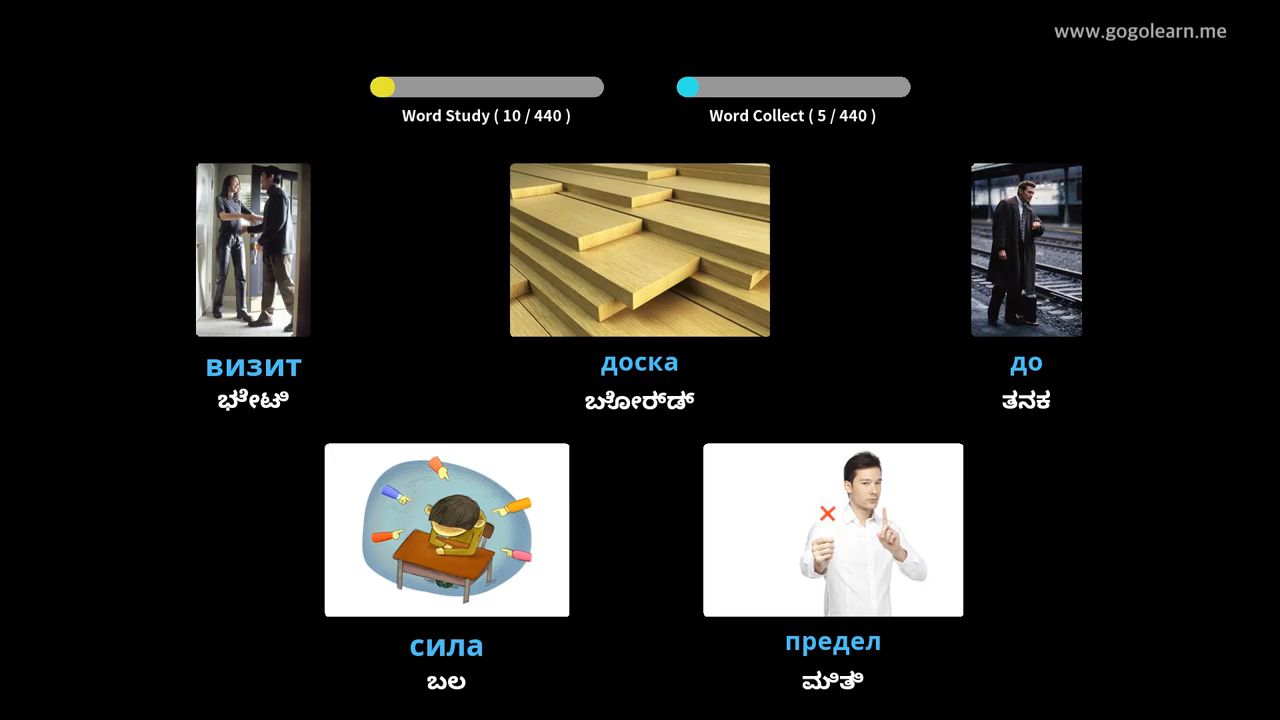 www.gogolearn.me
Word Study ( 10 / 440 )
Word Collect ( 5 / 440 )
визит
ಭೇಟಿ
доска
ಬೋರ್ಡ್
до
ತನಕ
сила
ಬಲ
предел
ಮಿತಿ